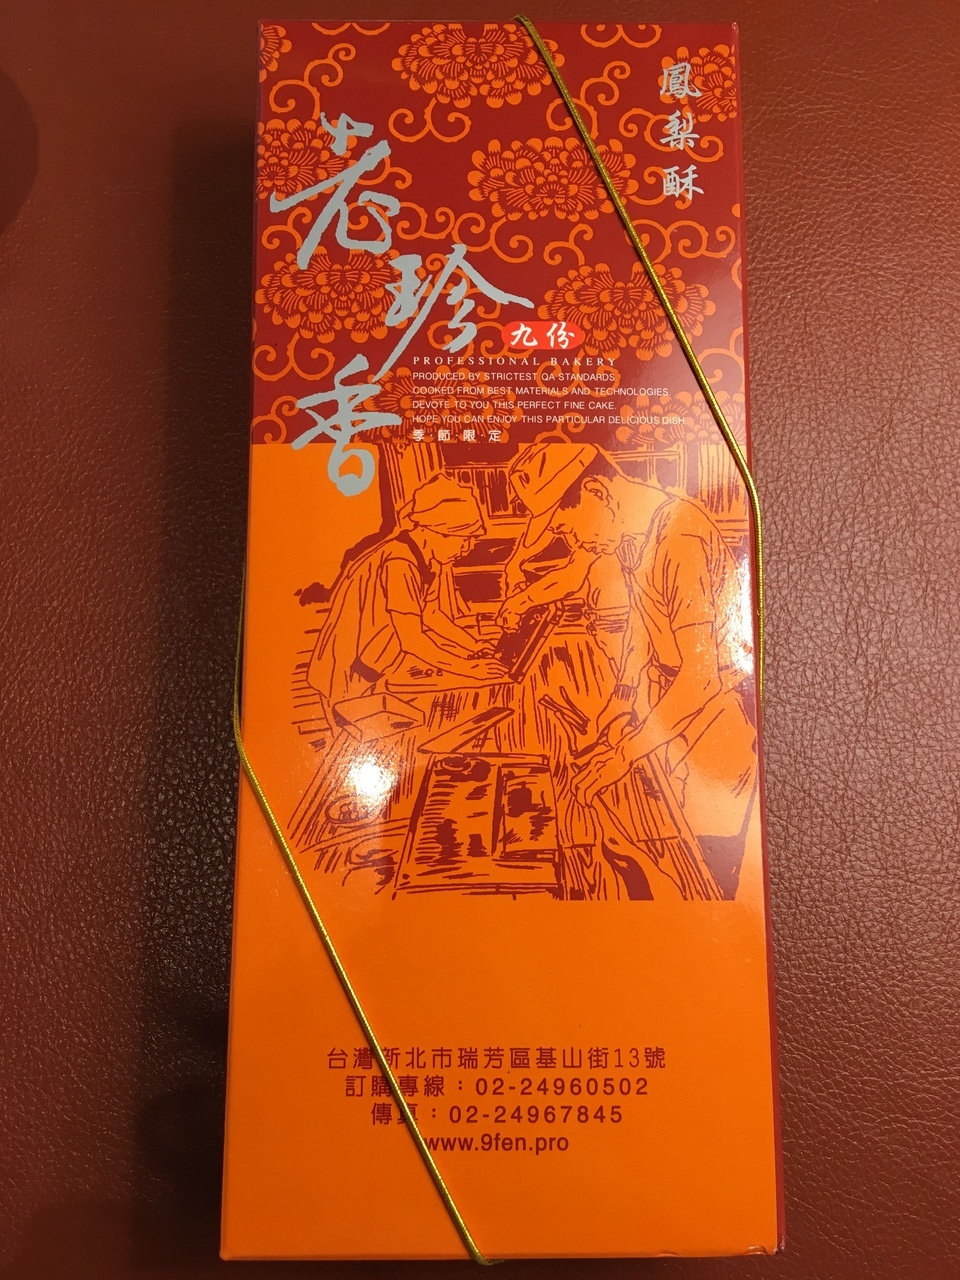 鳳梨酥
老珍香
九份
PROFESSIONAL BAKERY
PRODUCED BY STRICTEST QA STANDARDS,
COOKED FROM BEST MATERIALS AND TECHNOLOGIES.
DEVOTE TO YOU THIS PERFECT FINE CAKE.
HOPE YOU CAN ENJOY THIS PARTICULAR DELICIOUS DISH
季·節·限·定
台灣新北市瑞芳區基山街13號
訂購專線：02-24960502
傳真：02-24967845
www.9fen.pro